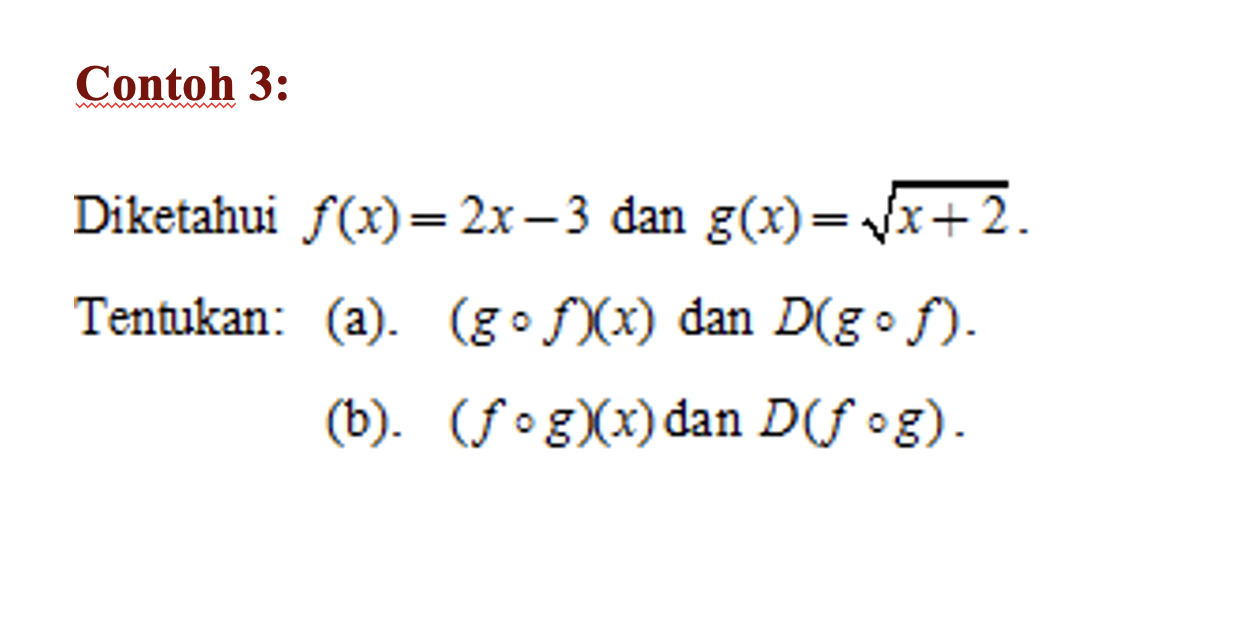 Contoh 3:
Diketahui f(x)=2x−3 dan g(x)=√x+2.
Tentukan: (a). (g∘f)(x) dan D(g∘f).
(b). (f∘g)(x) dan D(f∘g).